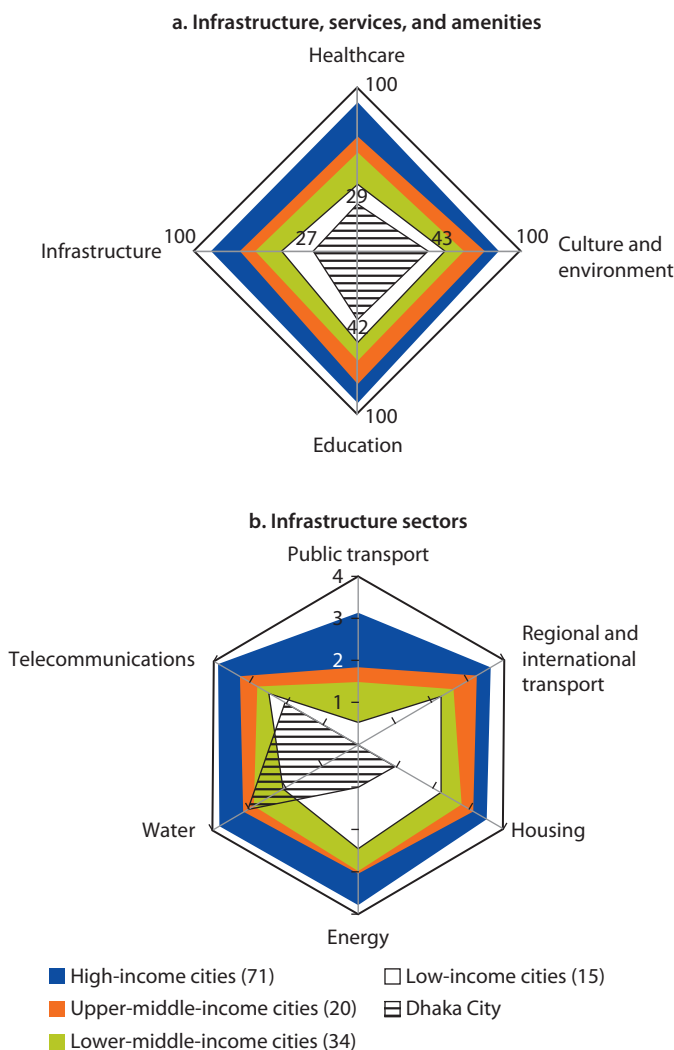 a. Infrastructure, services, and amenities
Healthcare
100
29
100
Infrastructure
27
43
100
Culture and
environment
42
100
Education
b. Infrastructure sectors
Public transport
4
3
2
1
Telecommunications
Regional and
international
transport
Water
Housing
Energy
High-income cities (71)
Low-income cities (15)
Upper-middle-income cities (20)
Dhaka City
Lower-middle-income cities (34)